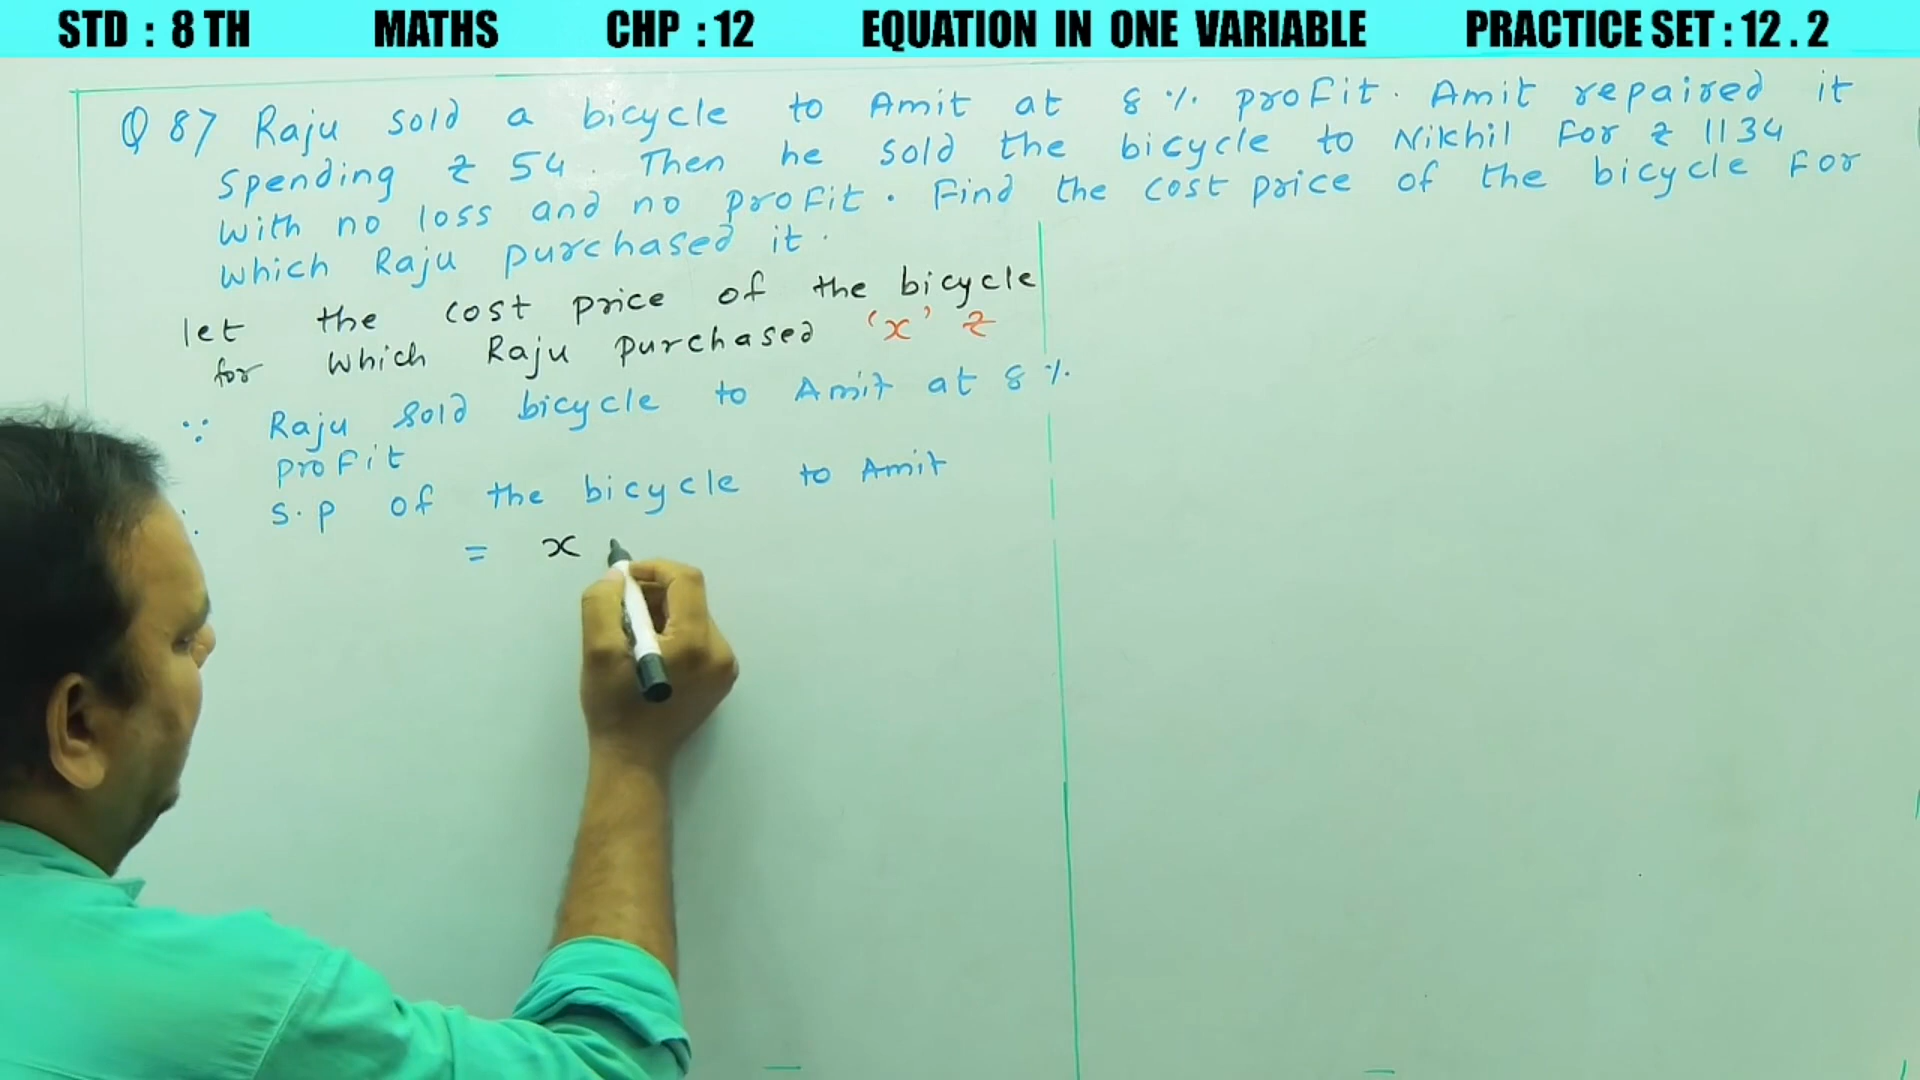 STD : 8 TH MATHS CHP : 12 EQUATION IN ONE VARIABLE PRACTICE SET : 12 . 2
Q 8) Raju sold a bicycle to Amit at 8 %. profit. Amit repaired it
spending ₹ 54. Then he sold the bicycle to Nikhil for ₹ 1134
with no loss and no profit. Find the cost price of the bicycle for
which Raju purchased it.
let the cost price of the bicycle
for which Raju purchased 'x' ₹
∵ Raju sold bicycle to Amit at 8 %.
profit
∴ S.P of the bicycle to Amit
= x